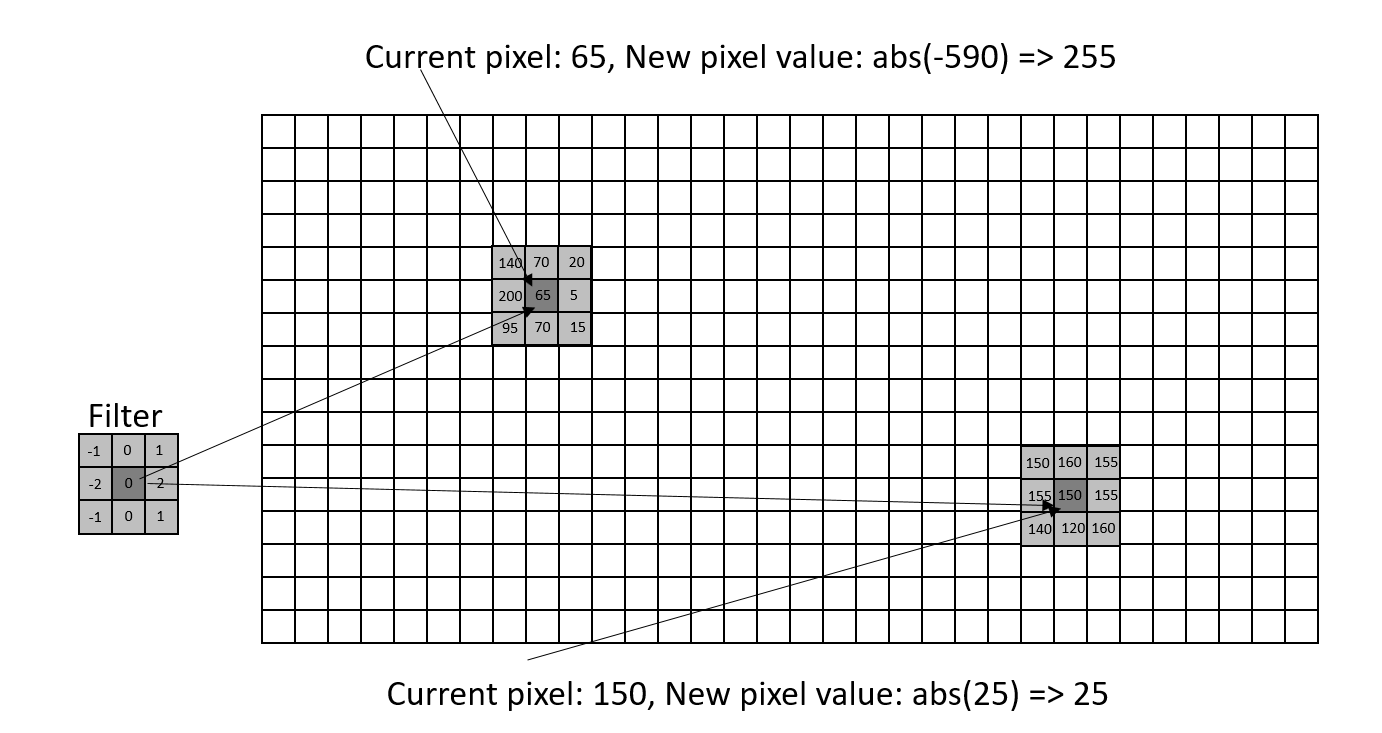 Current pixel: 65, New pixel value: abs(-590) => 255
140 70 20
200 65 5
95 70 15
Filter
-1 0 1
-2 0 2
-1 0 1
150 160 155
155 150 155
140 120 160
Current pixel: 150, New pixel value: abs(25) => 25